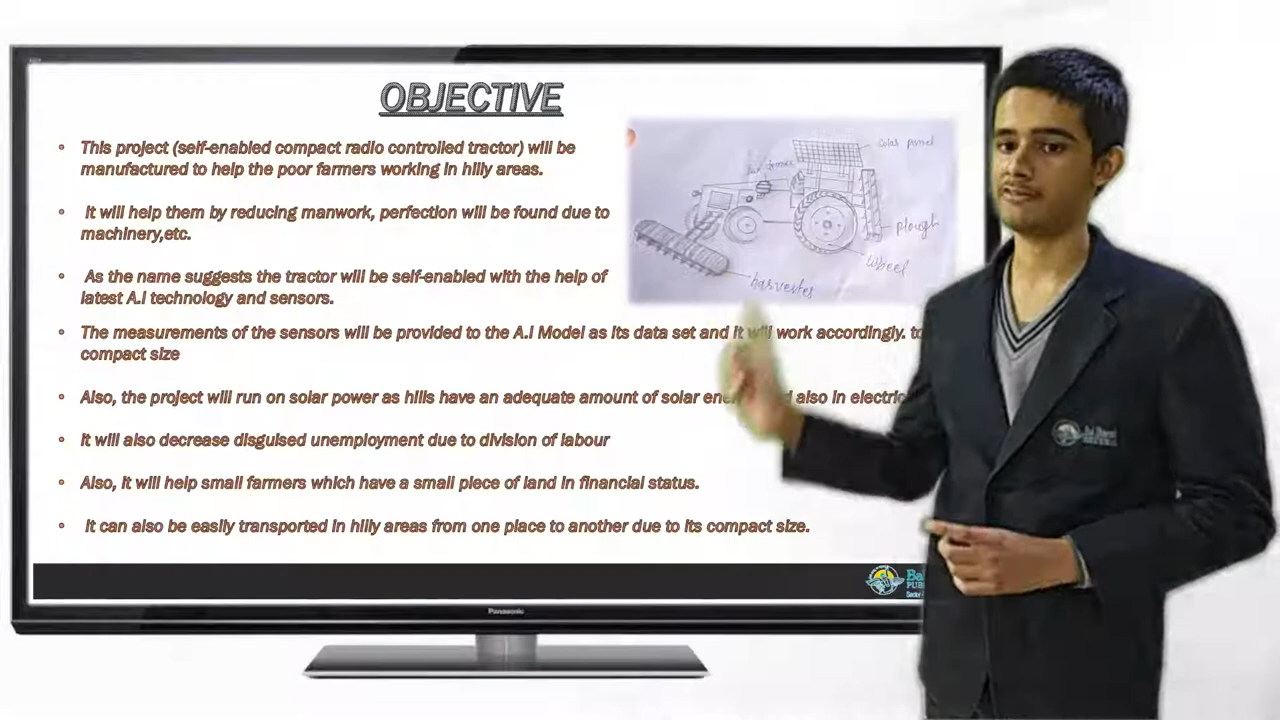 OBJECTIVE
This project (self-enabled compact radio controlled tractor) will be
manufactured to help the poor farmers working in hilly areas.
It will help them by reducing manwork, perfection will be found due to
machinery,etc.
As the name suggests the tractor will be self-enabled with the help of
latest A.I technology and sensors.
The measurements of the sensors will be provided to the A.I Model as its data set and it will work accordingly. to
compact size
Also, the project will run on solar power as hills have an adequate amount of solar also in
It will also decrease disguised unemployment due to division of labour
Also, it will help small farmers which have a small piece of land in financial status.
It can also be easily transported in hilly areas from one place to another due to its compact size.
solar pannel
plough
wheel
harvester
Panasonic